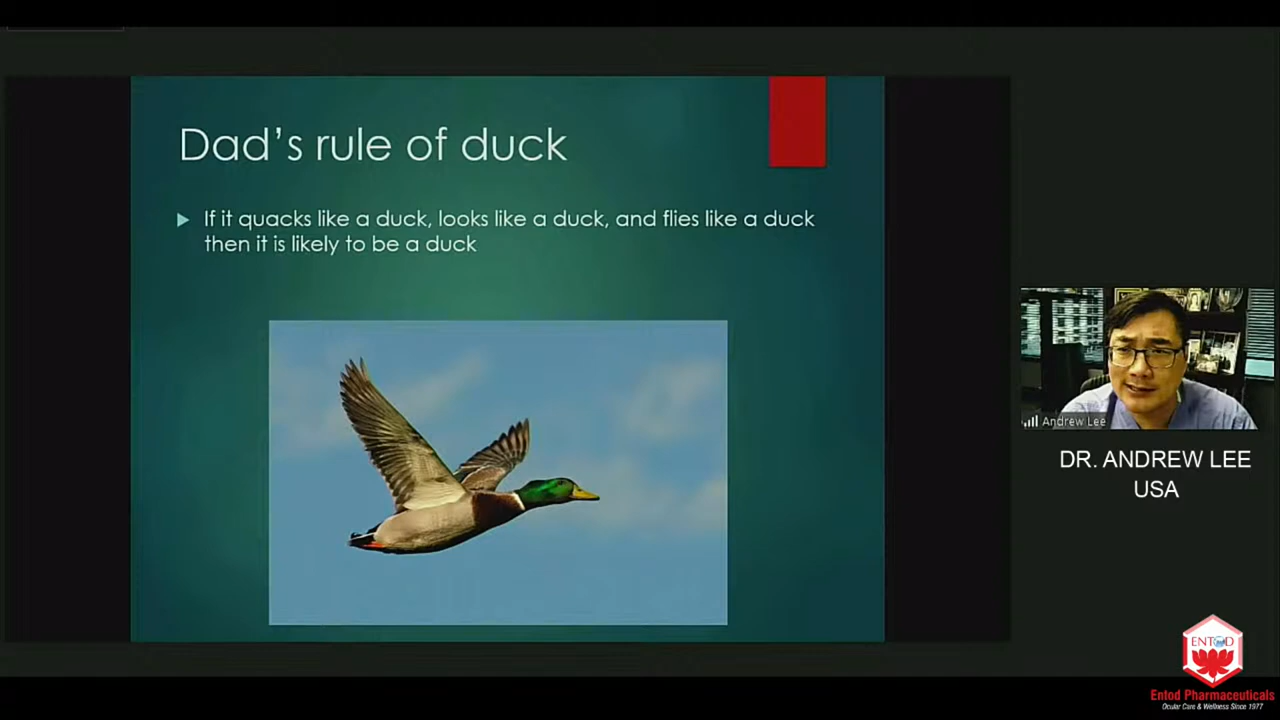 Dad's rule of duck
If it quacks like a duck, looks like a duck, and flies like a duck
then it is likely to be a duck
Andrew Lee
DR. ANDREW LEE
USA
ENTOD
Entod Pharmaceuticals
Ocular Care & Wellness Since 1977